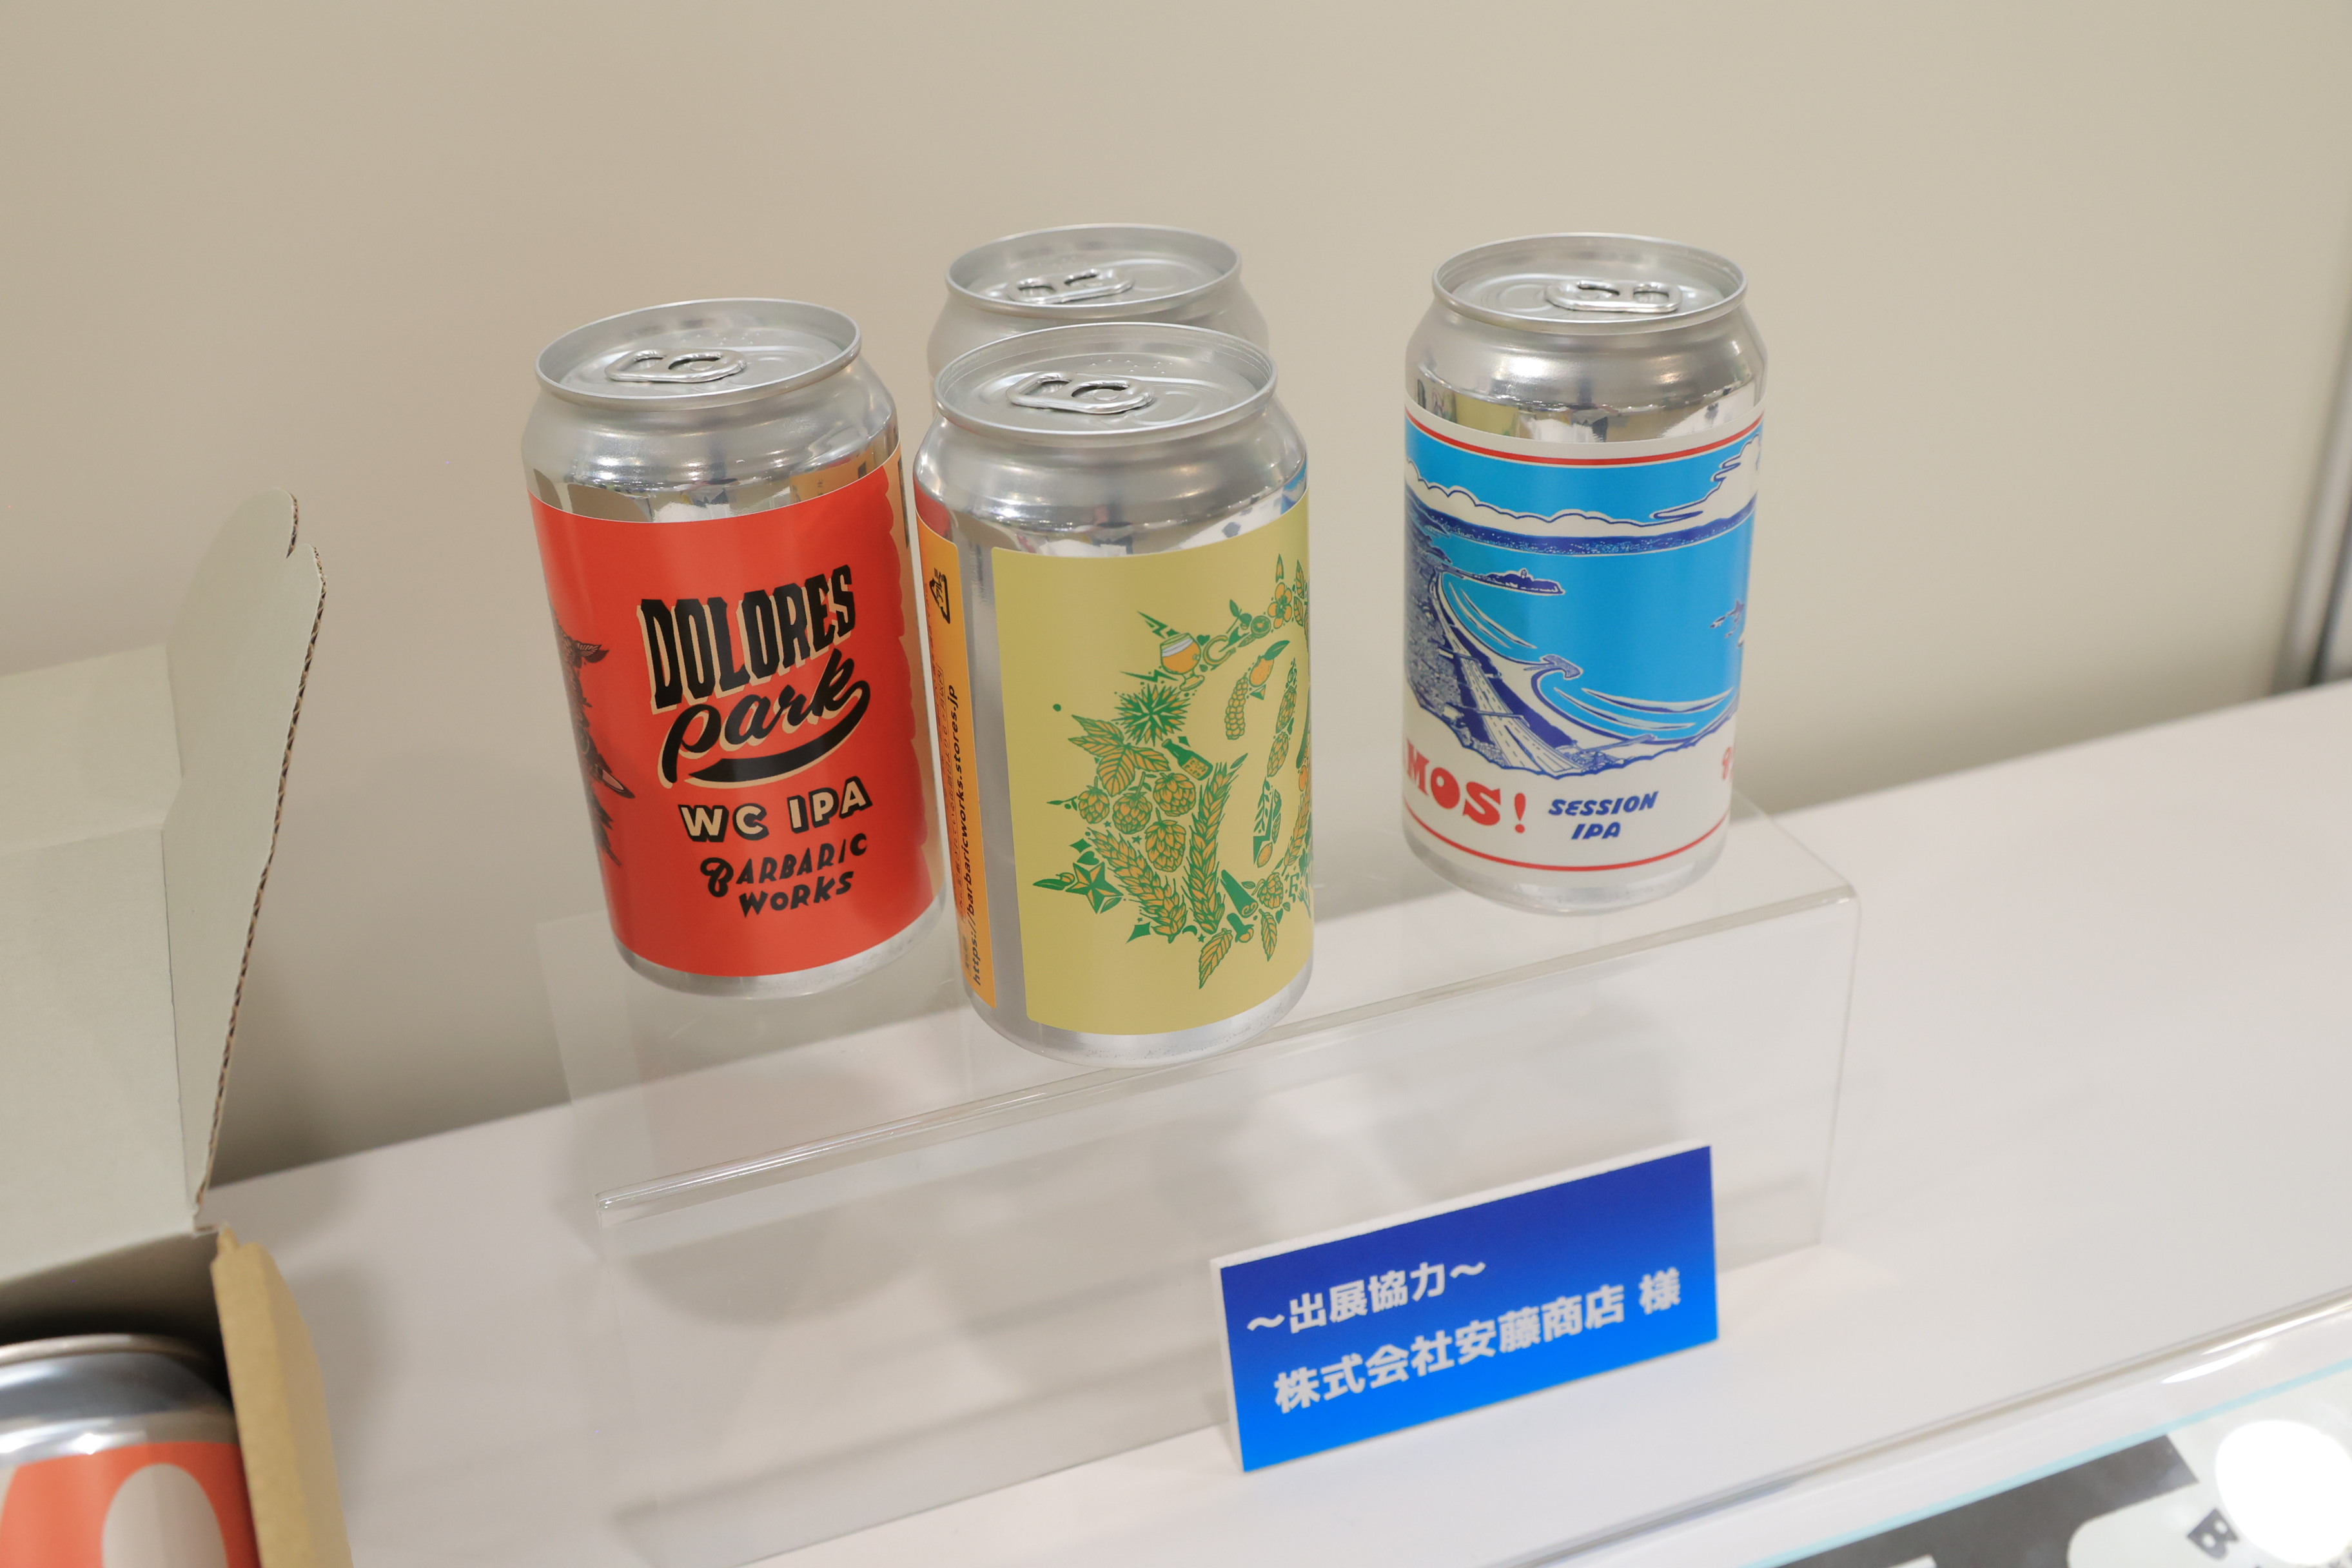 DOLORES
Park
WC IPA
BARBARIC
WORKS
https://barbaricworks.stores.jp
MOS!
SESSION
IPA
～出展協力～
株式会社安藤商店 様
B